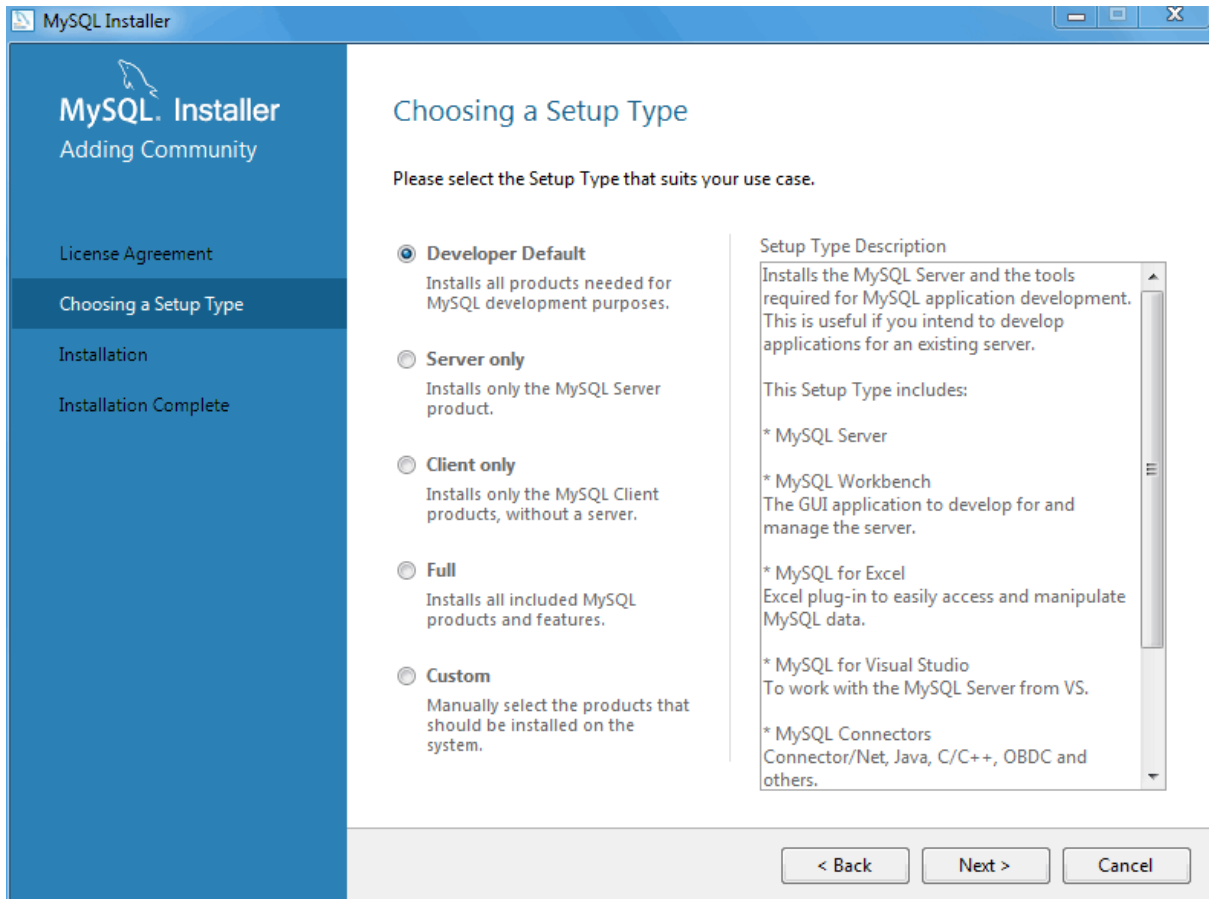 MySQL Installer
MySQL. Installer
Adding Community
License Agreement
Choosing a Setup Type
Installation
Installation Complete
Choosing a Setup Type
Please select the Setup Type that suits your use case.
Developer Default
Installs all products needed for
MySQL development purposes.
Server only
Installs only the MySQL Server
product.
Client only
Installs only the MySQL Client
products, without a server.
Full
Installs all included MySQL
products and features.
Custom
Manually select the products that
should be installed on the
system.
Setup Type Description
Installs the MySQL Server and the tools
required for MySQL application development.
This is useful if you intend to develop
applications for an existing server.
This Setup Type includes:
* MySQL Server
* MySQL Workbench
The GUI application to develop for and
manage the server.
* MySQL for Excel
Excel plug-in to easily access and manipulate
MySQL data.
* MySQL for Visual Studio
To work with the MySQL Server from VS.
* MySQL Connectors
Connector/Net, Java, C/C++, OBDC and
others.
< Back
Next >
Cancel